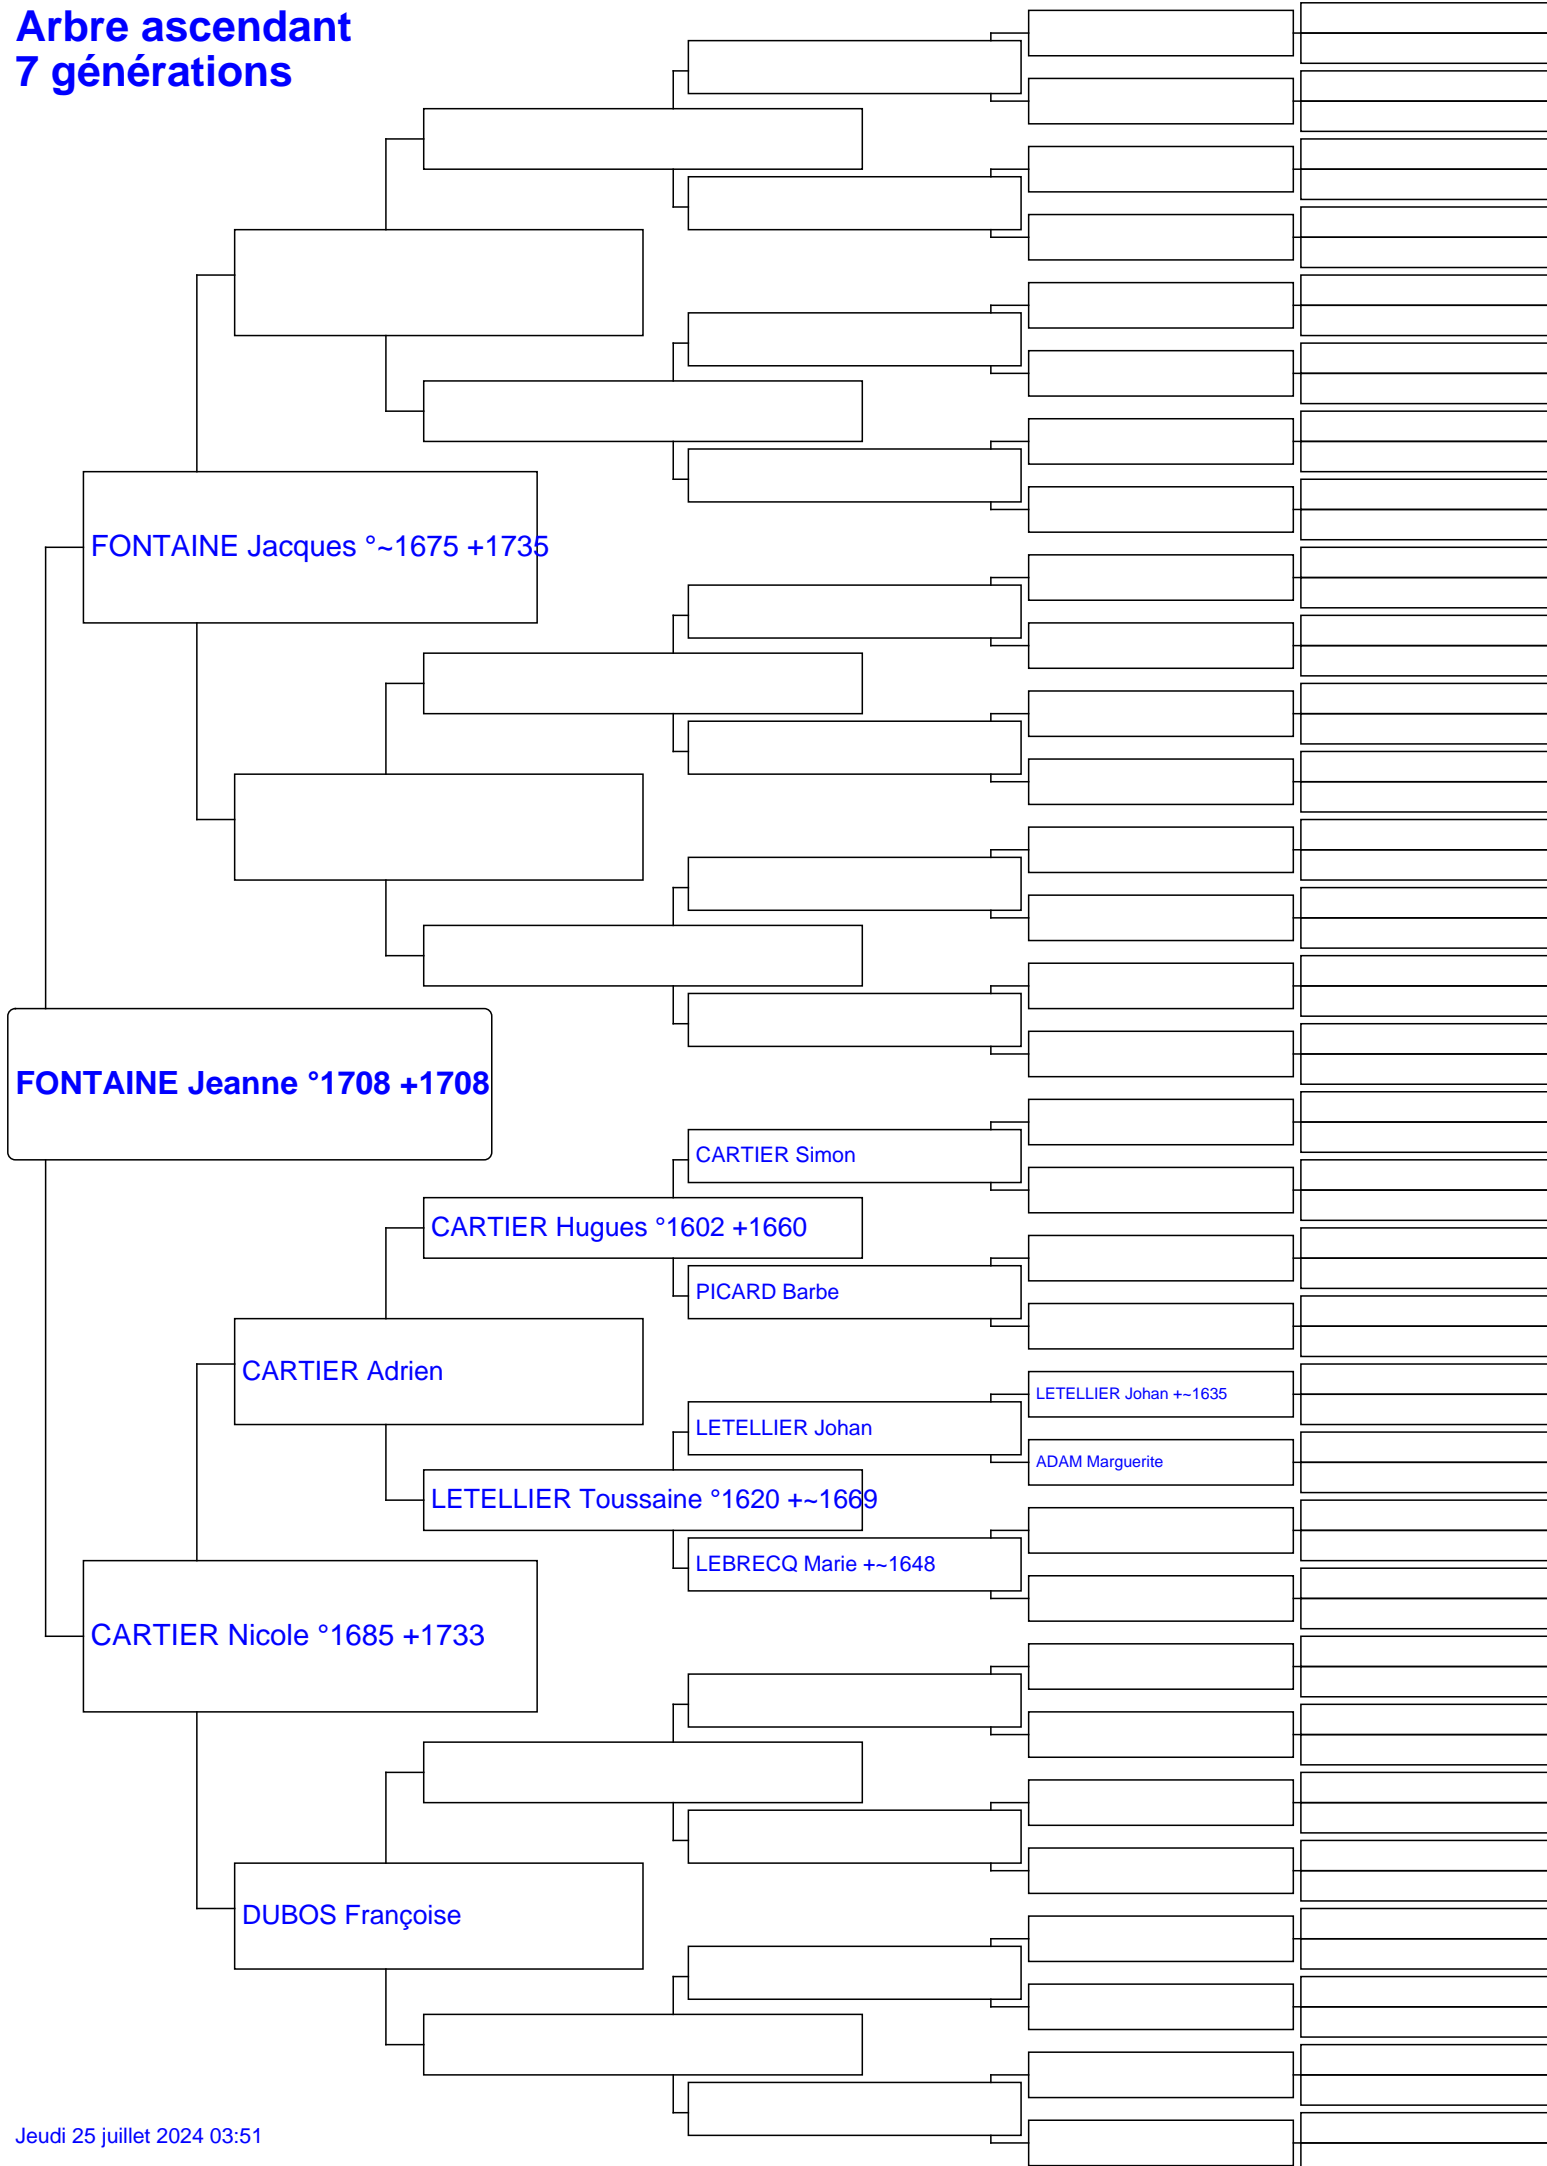 Arbre ascendant
7 générations
FONTAINE Jacques °~1675 +1735
FONTAINE Jeanne °1708 +1708
CARTIER Simon
CARTIER Hugues °1602 +1660
PICARD Barbe
CARTIER Adrien
LETELLIER Johan +~1635
LETELLIER Johan
ADAM Marguerite
LETELLIER Toussaine °1620 +~1669
LEBRECQ Marie +~1648
CARTIER Nicole °1685 +1733
DUBOS Françoise
Jeudi 25 juillet 2024 03:51